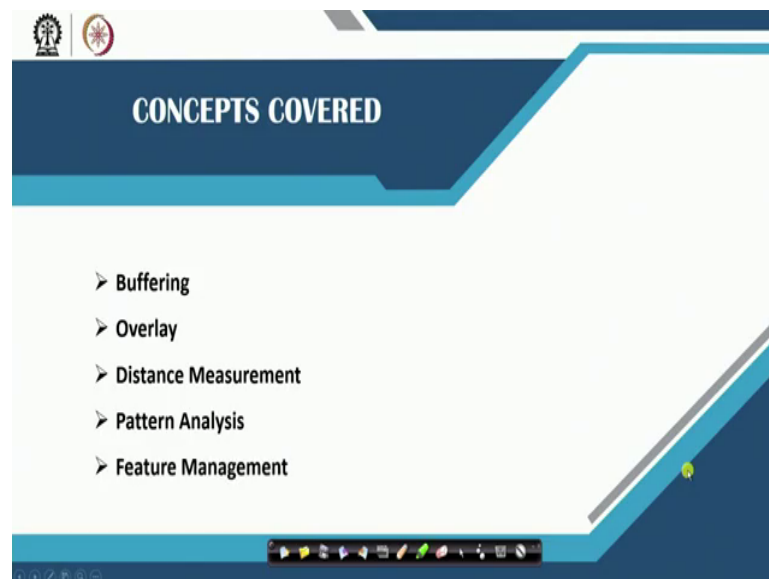 CONCEPTS COVERED
➢ Buffering
➢ Overlay
➢ Distance Measurement
➢ Pattern Analysis
➢ Feature Management